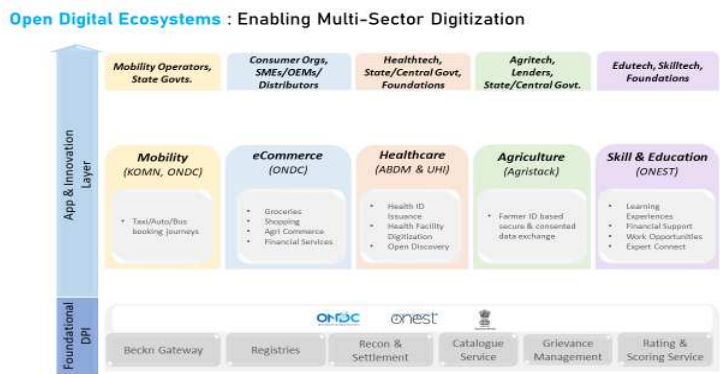 Open Digital Ecosystems : Enabling Multi-Sector Digitization
App & Innovation
Layer
Mobility Operators,
State Govts.
Consumer Orgs,
SMEs/OEMs/
Distributors
Healthtech,
State/Central Govt,
Foundations
Agritech,
Lenders,
State/Central Govt.
Edutech, Skilltech,
Foundations
Mobility
(KOMN, ONDC)
• Taxi/Auto/Bus
booking journeys
eCommerce
(ONDC)
• Groceries
• Shopping
• Agri Commerce
• Financial Services
Healthcare
(ABDM & UHI)
• Health ID
Issuance
• Health Facility
Digitization
• Open Discovery
Agriculture
(Agristack)
• Farmer ID based
secure & consented
data exchange
Skill & Education
(ONEST)
• Learning
Experiences
• Financial Support
• Work Opportunities
• Expert Connect
Foundational
DPI
ONDC
onest
Beckn Gateway
Registries
Recon &
Settlement
Catalogue
Service
Grievance
Management
Rating &
Scoring Service